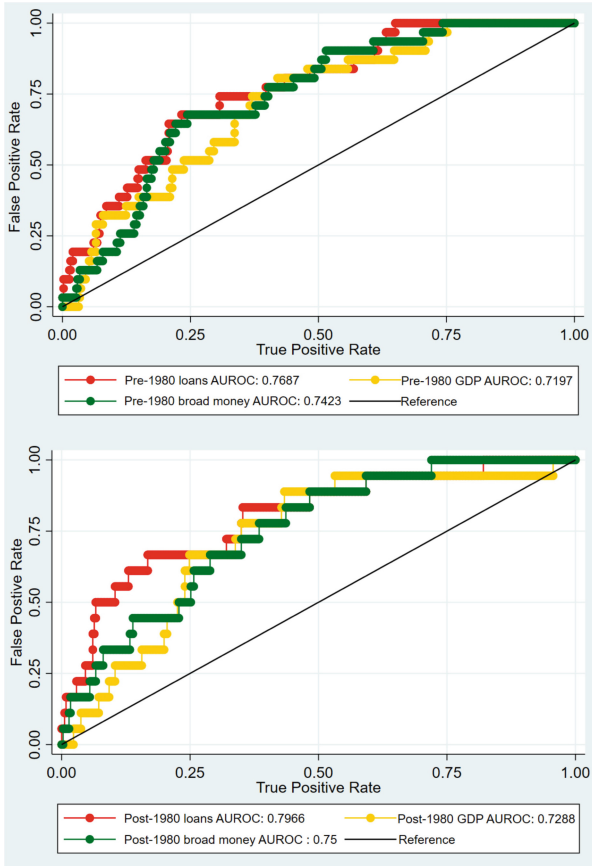 1.00
0.75
0.50
0.25
0.00
False Positive Rate
0.00 0.25 0.50 0.75 1.00
True Positive Rate
Pre-1980 loans AUROC: 0.7687 Pre-1980 GDP AUROC: 0.7197
Pre-1980 broad money AUROC: 0.7423 Reference
1.00
0.75
0.50
0.25
0.00
False Positive Rate
0.00 0.25 0.50 0.75 1.00
True Positive Rate
Post-1980 loans AUROC: 0.7966 Post-1980 GDP AUROC: 0.7288
Post-1980 broad money AUROC : 0.75 Reference